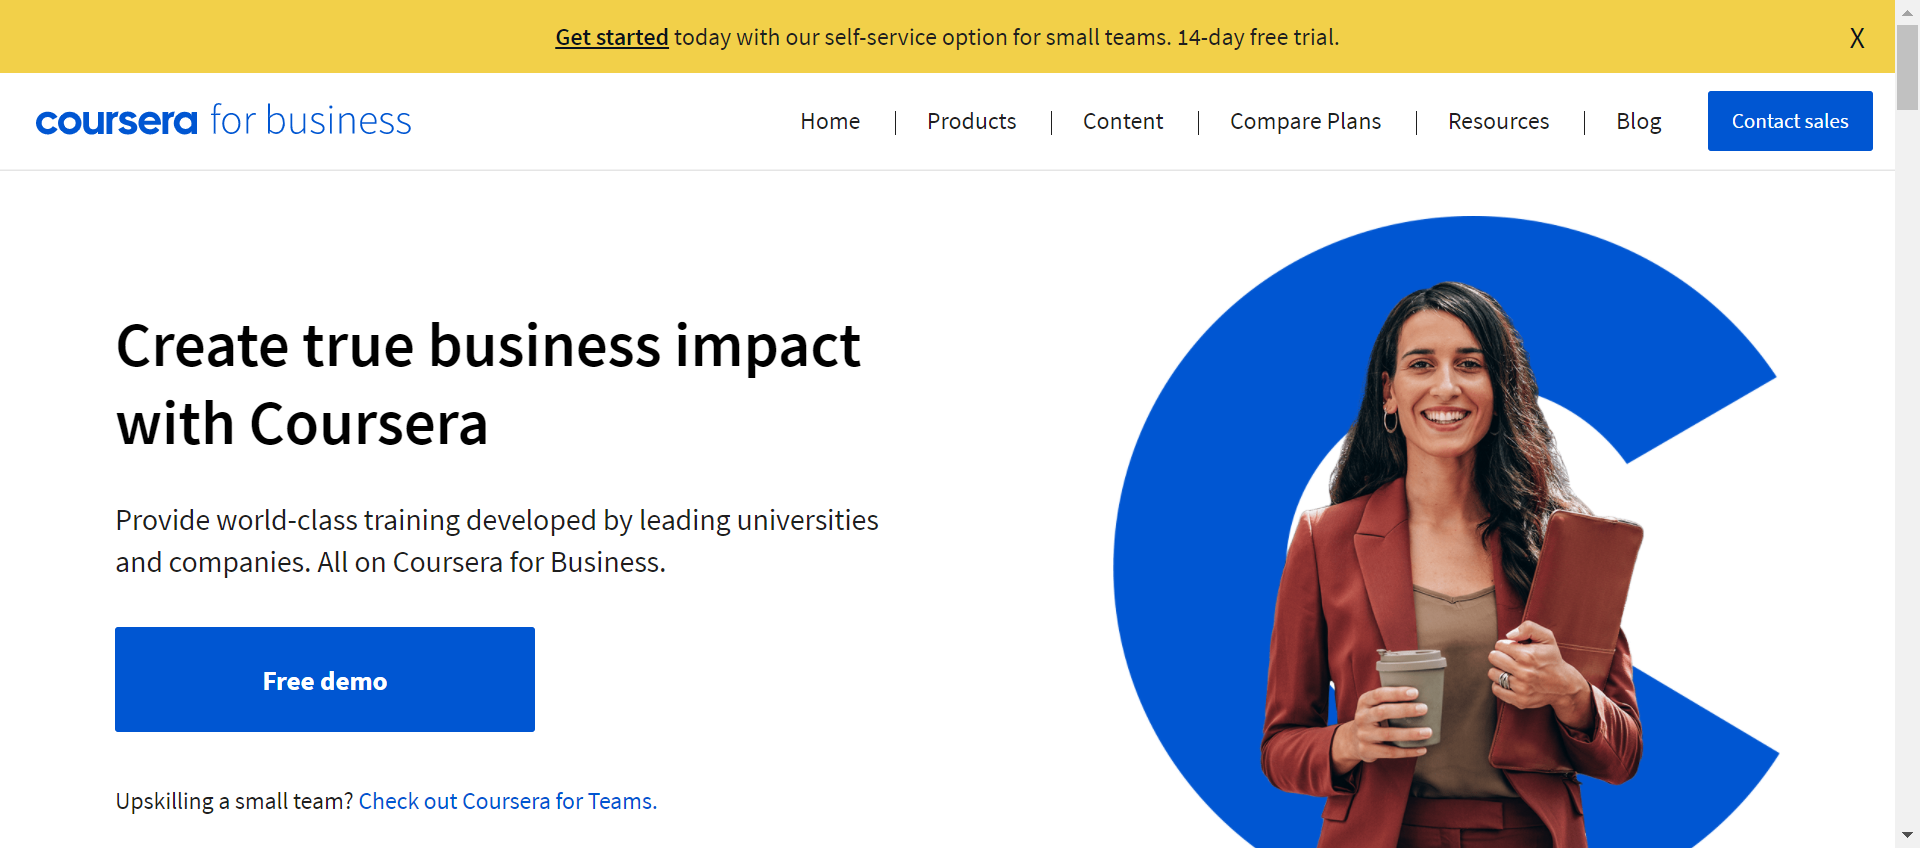 Get started today with our self-service option for small teams. 14-day free trial.
X
coursera for business
Home
Products
Content
Compare Plans
Resources
Blog
Contact sales
Create true business impact
with Coursera
Provide world-class training developed by leading universities
and companies. All on Coursera for Business.
Free demo
Upskilling a small team? Check out Coursera for Teams.